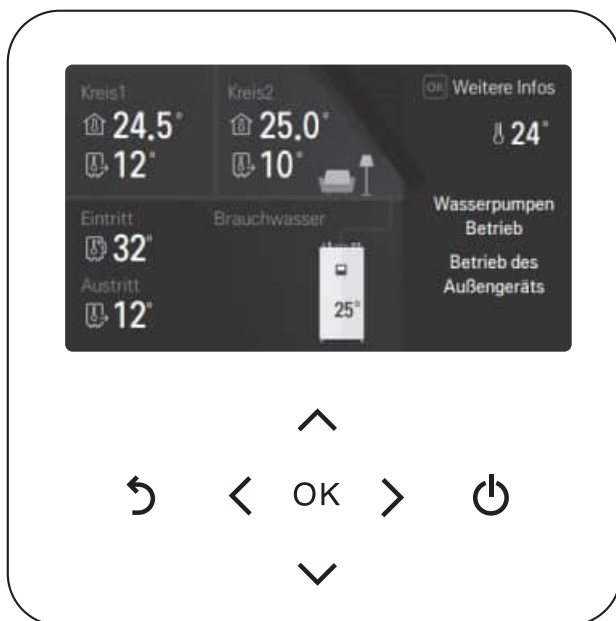 Kreis1
24.5°
12°
Kreis2
25.0°
10°
OK Weitere Infos
24°
Wasserpumpen
Betrieb
Betrieb des
Außengeräts
Eintritt
32°
Austritt
12°
Brauchwasser
25°
OK